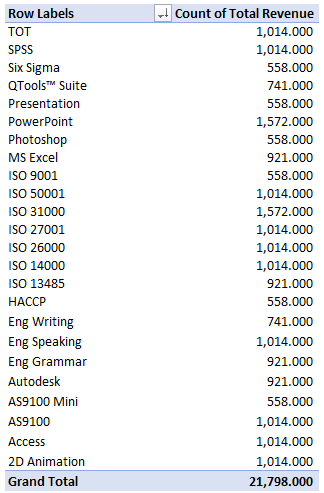 Row Labels Count of Total Revenue
TOT 1,014.000
SPSS 1,014.000
Six Sigma 558.000
QTools™ Suite 741.000
Presentation 558.000
PowerPoint 1,572.000
Photoshop 558.000
MS Excel 921.000
ISO 9001 558.000
ISO 50001 1,014.000
ISO 31000 1,572.000
ISO 27001 1,014.000
ISO 26000 1,014.000
ISO 14000 1,014.000
ISO 13485 921.000
HACCP 558.000
Eng Writing 741.000
Eng Speaking 1,014.000
Eng Grammar 921.000
Autodesk 921.000
AS9100 Mini 558.000
AS9100 1,014.000
Access 1,014.000
2D Animation 1,014.000
Grand Total 21,798.000